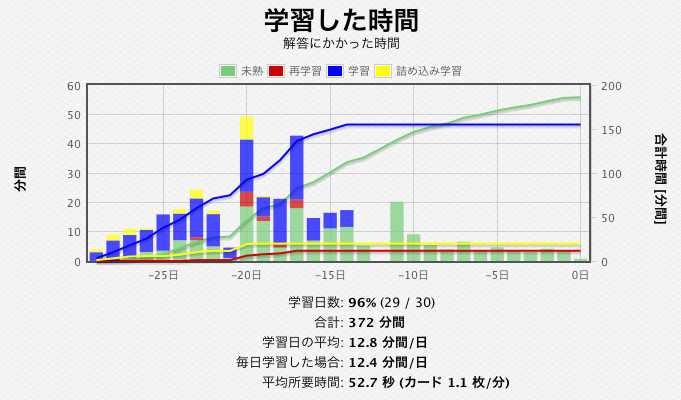 学習した時間
解答にかかった時間
未熟 再学習 学習 詰め込み学習
60 200
50 150
40
30 100
20
10 50
0 0
分間
合計時間 [分間]
−25日 −20日 −15日 −10日 −5日 0日
学習日数: 96% (29 / 30)
合計: 372 分間
学習日の平均: 12.8 分間/日
毎日学習した場合: 12.4 分間/日
平均所要時間: 52.7 秒 (カード 1.1 枚/分)